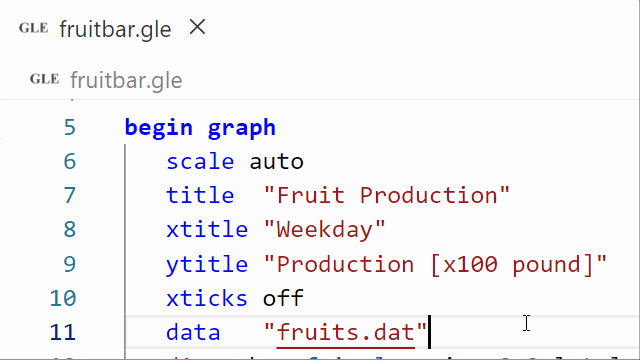 GLE fruitbar.gle ×
GLE fruitbar.gle
5 begin graph
6 scale auto
7 title "Fruit Production"
8 xtitle "Weekday"
9 ytitle "Production [x100 pound]"
10 xticks off
11 data "fruits.dat"